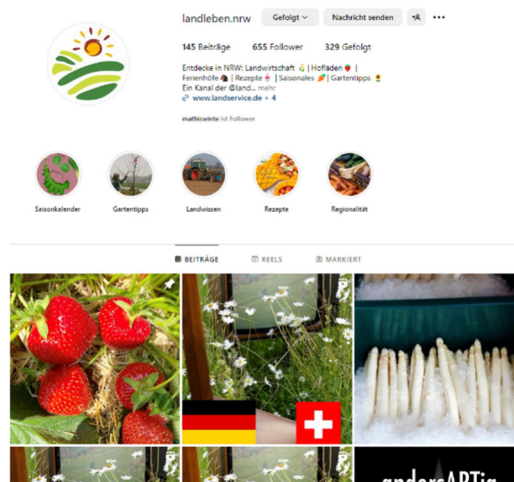 landleben.nrw Gefolgt Nachricht senden
145 Beiträge 655 Follower 329 Gefolgt
Entdecke in NRW: Landwirtschaft | Hofläden |
Ferienhöfe | Rezepte | Saisonales | Gartentipps
Ein Kanal der @land... mehr
www.landservice.de + 4
mathiswinte ist Follower
Saisonkalender Gartentipps Landwissen Rezepte Regionalität
BEITRÄGE REELS MARKIERT
andersARTig